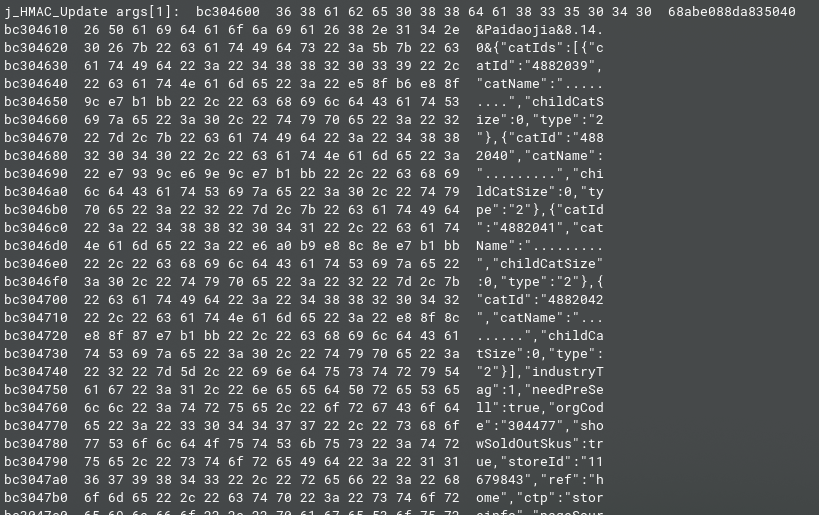 j_HMAC_Update args[1]:  bc304600  36 38 61 62 65 30 38 38 64 61 38 33 35 30 34 30  68abe088da835040
bc304610  26 50 61 69 64 61 6f 6a 69 61 26 38 2e 31 34 2e  &Paidaojia&8.14.
bc304620  30 26 7b 22 63 61 74 49 64 73 22 3a 5b 7b 22 63  0&{"catIds":[{"c
bc304630  61 74 49 64 22 3a 22 34 38 38 32 30 33 39 22 2c  atId":"4882039",
bc304640  22 63 61 74 4e 61 6d 65 22 3a 22 e5 8f b6 e8 8f  "catName":".....
bc304650  9c e7 b1 bb 22 2c 22 63 68 69 6c 64 43 61 74 53  ....","childCatS
bc304660  69 7a 65 22 3a 30 2c 22 74 79 70 65 22 3a 22 32  ize":0,"type":"2
bc304670  22 7d 2c 7b 22 63 61 74 49 64 22 3a 22 34 38 38  "},{"catId":"488
bc304680  32 30 34 30 22 2c 22 63 61 74 4e 61 6d 65 22 3a  2040","catName":
bc304690  22 e7 93 9c e6 9e 9c e7 b1 bb 22 2c 22 63 68 69  ".........","chi
bc3046a0  6c 64 43 61 74 53 69 7a 65 22 3a 30 2c 22 74 79  ldCatSize":0,"ty
bc3046b0  70 65 22 3a 22 32 22 7d 2c 7b 22 63 61 74 49 64  pe":"2"},{"catId
bc3046c0  22 3a 22 34 38 38 32 30 34 31 22 2c 22 63 61 74  ":"4882041","cat
bc3046d0  4e 61 6d 65 22 3a 22 e6 a0 b9 e8 8c 8e e7 b1 bb  Name":".........
bc3046e0  22 2c 22 63 68 69 6c 64 43 61 74 53 69 7a 65 22  ","childCatSize"
bc3046f0  3a 30 2c 22 74 79 70 65 22 3a 22 32 22 7d 2c 7b  :0,"type":"2"},{
bc304700  22 63 61 74 49 64 22 3a 22 34 38 38 32 30 34 32  "catId":"4882042
bc304710  22 2c 22 63 61 74 4e 61 6d 65 22 3a 22 e8 8f 8c  ","catName":"...
bc304720  e8 8f 87 e7 b1 bb 22 2c 22 63 68 69 6c 64 43 61  ......","childCa
bc304730  74 53 69 7a 65 22 3a 30 2c 22 74 79 70 65 22 3a  tSize":0,"type":
bc304740  22 32 22 7d 5d 2c 22 69 6e 64 75 73 74 72 79 54  "2"}],"industryT
bc304750  61 67 22 3a 31 2c 22 6e 65 65 64 50 72 65 53 65  ag":1,"needPreSe
bc304760  6c 6c 22 3a 74 72 75 65 2c 22 6f 72 67 43 6f 64  ll":true,"orgCod
bc304770  65 22 3a 22 33 30 34 34 37 37 22 2c 22 73 68 6f  e":"304477","sho
bc304780  77 53 6f 6c 64 4f 75 74 53 6b 75 73 22 3a 74 72  wSoldOutSkus":tr
bc304790  75 65 2c 22 73 74 6f 72 65 49 64 22 3a 22 31 31  ue,"storeId":"11
bc3047a0  36 37 39 38 34 33 22 2c 22 72 65 66 22 3a 22 68  679843","ref":"h
bc3047b0  6f 6d 65 22 2c 22 63 74 70 22 3a 22 73 74 6f 72  ome","ctp":"stor